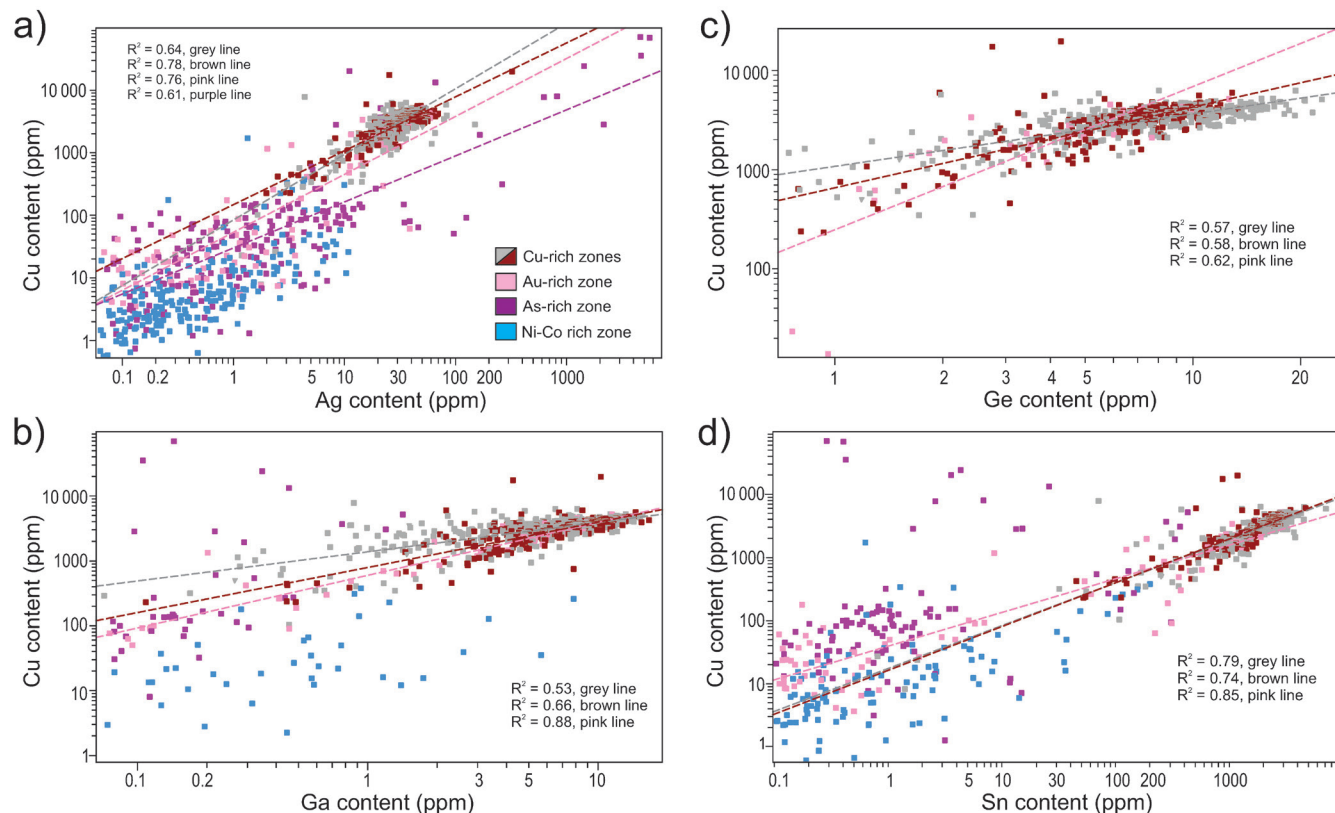 a)
R² = 0.64, grey line
R² = 0.78, brown line
R² = 0.76, pink line
R² = 0.61, purple line
10 000
1000
100
10
1
Cu content (ppm)
Cu-rich zones
Au-rich zone
As-rich zone
Ni-Co rich zone
0.1 0.2 1 5 10 30 100 200 1000
Ag content (ppm)
c)
10 000
1000
100
Cu content (ppm)
R² = 0.57, grey line
R² = 0.58, brown line
R² = 0.62, pink line
1 2 3 4 5 10 20
Ge content (ppm)
b)
10 000
1000
100
10
1
Cu content (ppm)
R² = 0.53, grey line
R² = 0.66, brown line
R² = 0.88, pink line
0.1 0.2 1 3 5 10
Ga content (ppm)
d)
10 000
1000
100
10
1
Cu content (ppm)
R² = 0.79, grey line
R² = 0.74, brown line
R² = 0.85, pink line
0.1 1 5 10 30 100 200 1000
Sn content (ppm)